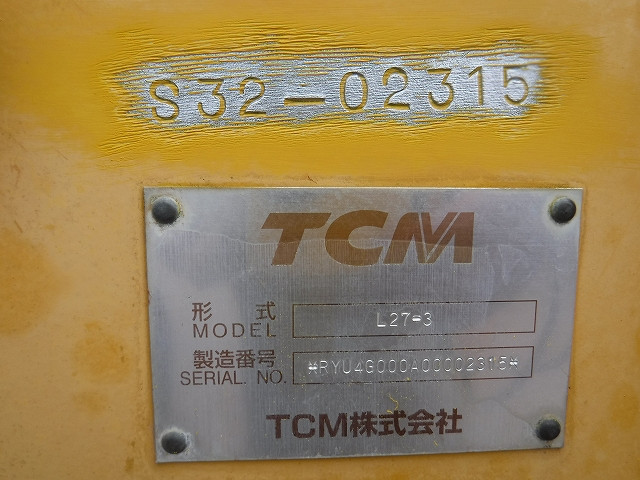 S32-02315
TCM
形式 L27-3
MODEL
製造番号 *RYU4G000A00002315*
SERIAL. NO.
TCM株式会社